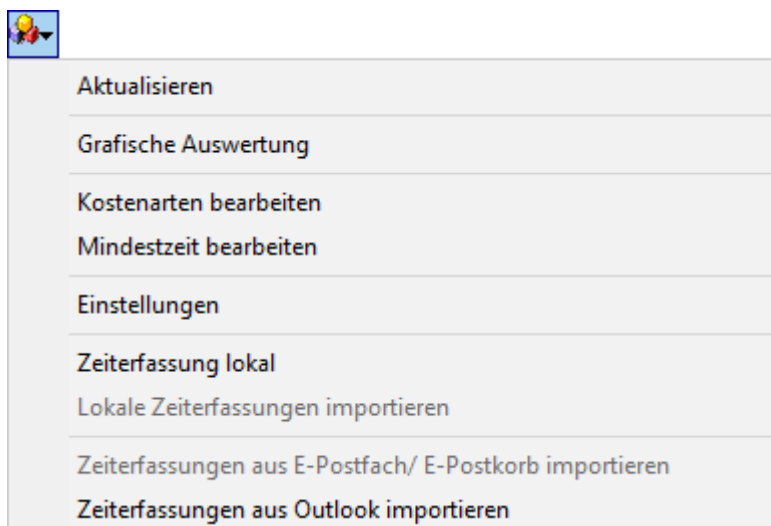 Aktualisieren
Grafische Auswertung
Kostenarten bearbeiten
Mindestzeit bearbeiten
Einstellungen
Zeiterfassung lokal
Lokale Zeiterfassungen importieren
Zeiterfassungen aus E-Postfach/ E-Postkorb importieren
Zeiterfassungen aus Outlook importieren